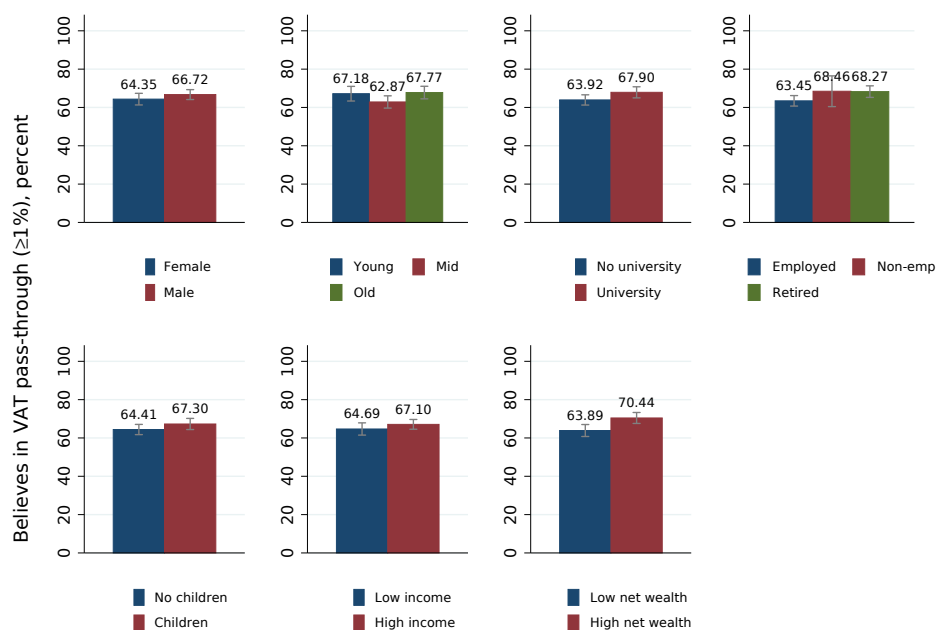 Believes in VAT pass-through (≥1%), percent
0 20 40 60 80 100
64.35 66.72
Female
Male
0 20 40 60 80 100
67.18 62.87 67.77
Young Mid
Old
0 20 40 60 80 100
63.92 67.90
No university
University
0 20 40 60 80 100
63.45 68.46 68.27
Employed Non-emp
Retired
0 20 40 60 80 100
64.41 67.30
No children
Children
0 20 40 60 80 100
64.69 67.10
Low income
High income
0 20 40 60 80 100
63.89 70.44
Low net wealth
High net wealth